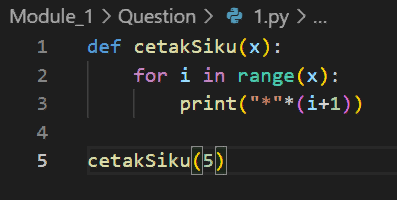 Module_1 > Question > 1.py > ...
1 def cetakSiku(x):
2     for i in range(x):
3         print("*"*(i+1))
4
5 cetakSiku(5)